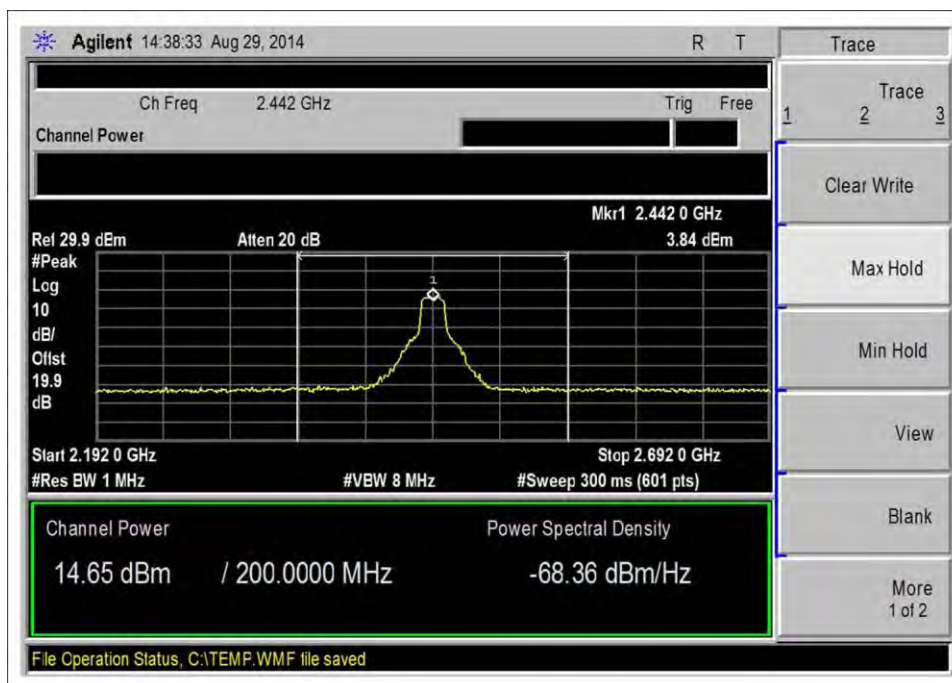 Agilent 14:38:33 Aug 29, 2014 R T
Ch Freq 2.442 GHz Trig Free
Channel Power
Mkr1 2.442 0 GHz
Ref 29.9 dBm Atten 20 dB 3.84 dBm
#Peak
Log
10
dB/
Offst
19.9
dB
1
Start 2.192 0 GHz Stop 2.692 0 GHz
#Res BW 1 MHz #VBW 8 MHz #Sweep 300 ms (601 pts)
Channel Power Power Spectral Density
14.65 dBm / 200.0000 MHz -68.36 dBm/Hz
File Operation Status, C:\TEMP.WMF file saved
Trace
Trace
1 2 3
Clear Write
Max Hold
Min Hold
View
Blank
More
1 of 2